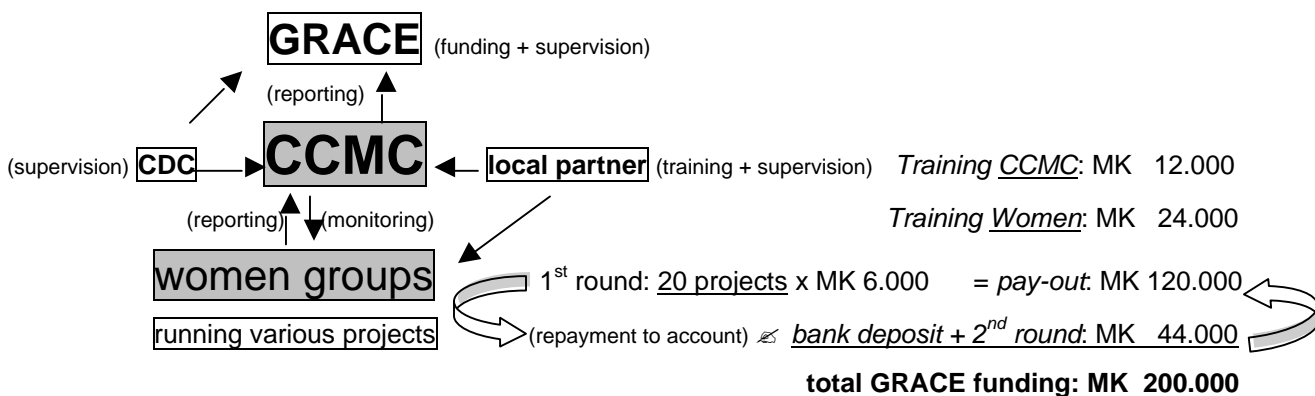 GRACE (funding + supervision)
(reporting)
(supervision) CDC CCMC local partner (training + supervision) Training CCMC: MK 12.000
(reporting) (monitoring) Training Women: MK 24.000
women groups 1st round: 20 projects x MK 6.000 = pay-out: MK 120.000
running various projects (repayment to account) bank deposit + 2nd round: MK 44.000
total GRACE funding: MK 200.000